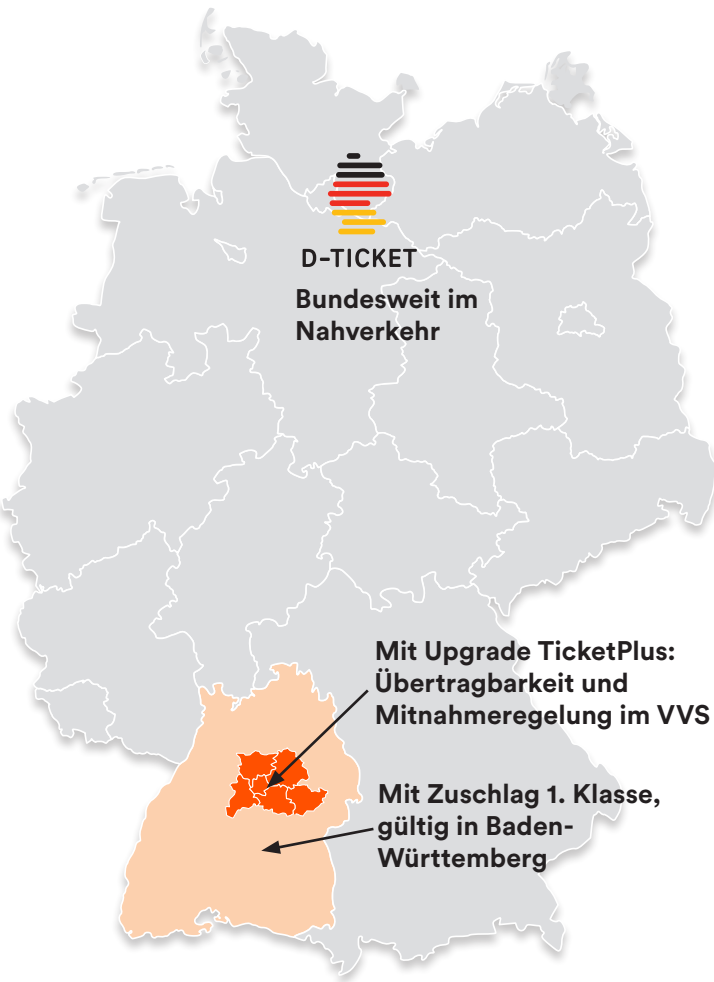 D-TICKET
Bundesweit im
Nahverkehr
Mit Upgrade TicketPlus:
Übertragbarkeit und
Mitnahmeregelung im VVS
Mit Zuschlag 1. Klasse,
gültig in Baden-
Württemberg